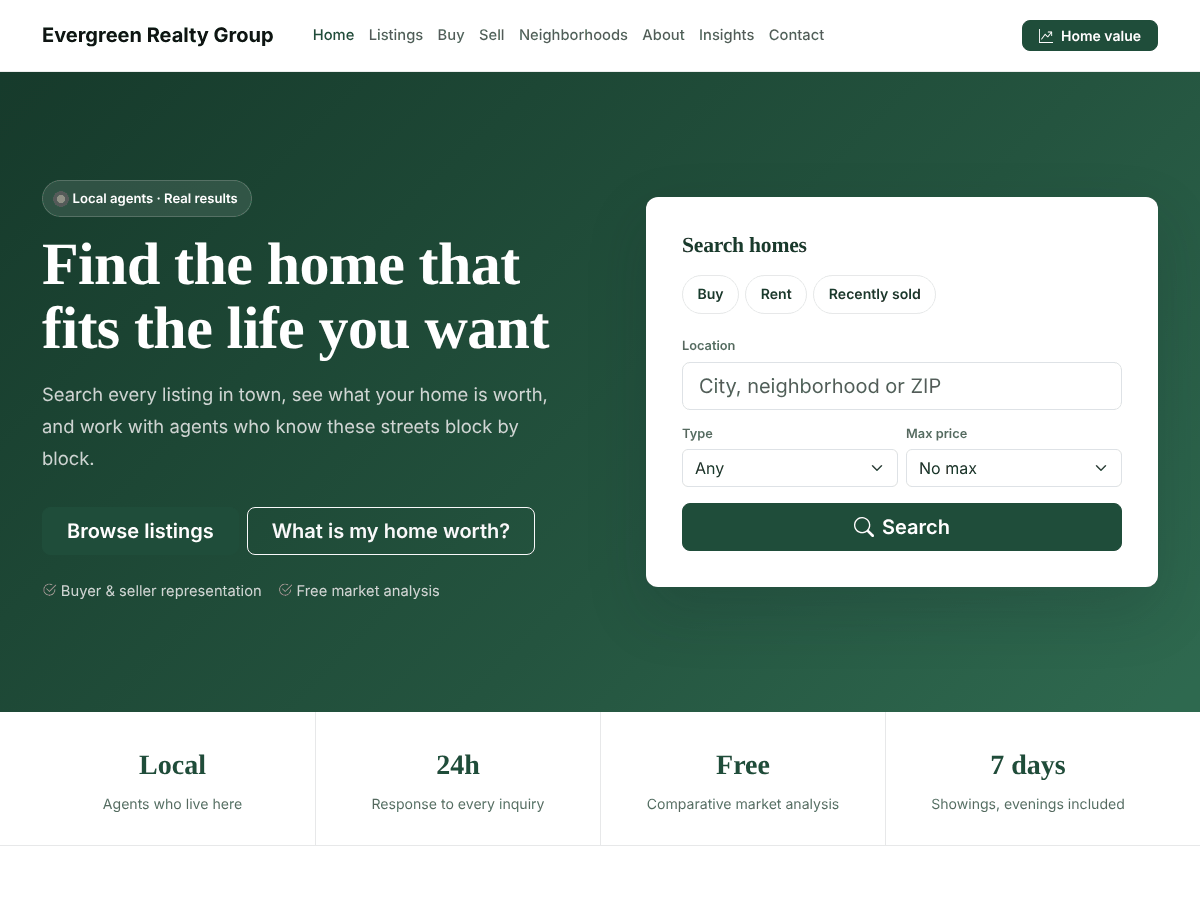 Evergreen Realty Group
Home Listings Buy Sell Neighborhoods About Insights Contact
Home value
Local agents · Real results
Find the home that
fits the life you want
Search every listing in town, see what your home is worth,
and work with agents who know these streets block by
block.
Browse listings What is my home worth?
Buyer & seller representation Free market analysis
Search homes
Buy Rent Recently sold
Location
City, neighborhood or ZIP
Type Max price
Any No max
Search
Local
Agents who live here
24h
Response to every inquiry
Free
Comparative market analysis
7 days
Showings, evenings included